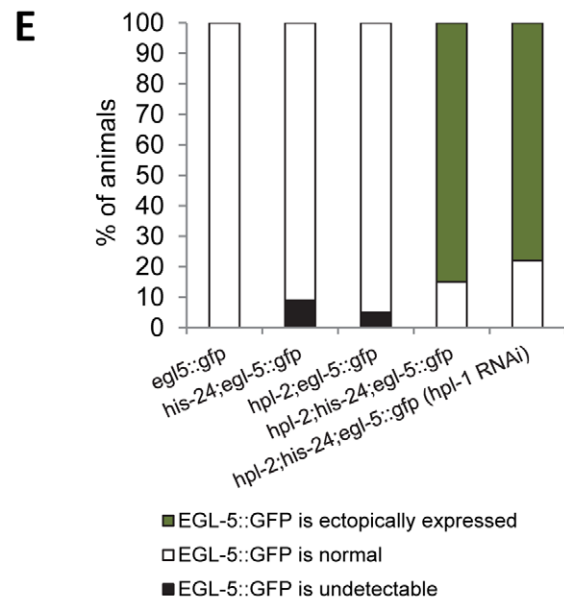 E
% of animals
100
90
80
70
60
50
40
30
20
10
0
egl5::gfp
his-24;egl-5::gfp
hpl-2;egl-5::gfp
hpl-2;his-24;egl-5::gfp
hpl-2;his-24;egl-5::gfp (hpl-1 RNAi)
EGL-5::GFP is ectopically expressed
EGL-5::GFP is normal
EGL-5::GFP is undetectable